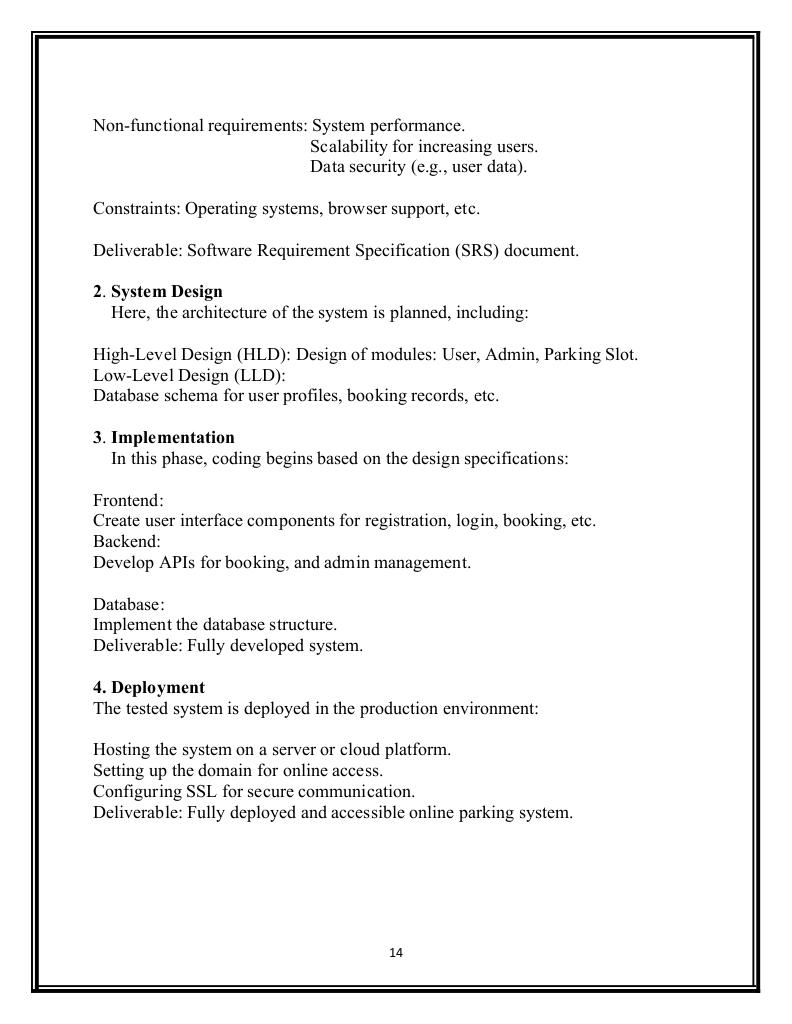 Non-functional requirements: System performance.
Scalability for increasing users.
Data security (e.g., user data).
Constraints: Operating systems, browser support, etc.
Deliverable: Software Requirement Specification (SRS) document.
2. System Design
Here, the architecture of the system is planned, including:
High-Level Design (HLD): Design of modules: User, Admin, Parking Slot.
Low-Level Design (LLD):
Database schema for user profiles, booking records, etc.
3. Implementation
In this phase, coding begins based on the design specifications:
Frontend:
Create user interface components for registration, login, booking, etc.
Backend:
Develop APIs for booking, and admin management.
Database:
Implement the database structure.
Deliverable: Fully developed system.
4. Deployment
The tested system is deployed in the production environment:
Hosting the system on a server or cloud platform.
Setting up the domain for online access.
Configuring SSL for secure communication.
Deliverable: Fully deployed and accessible online parking system.
14